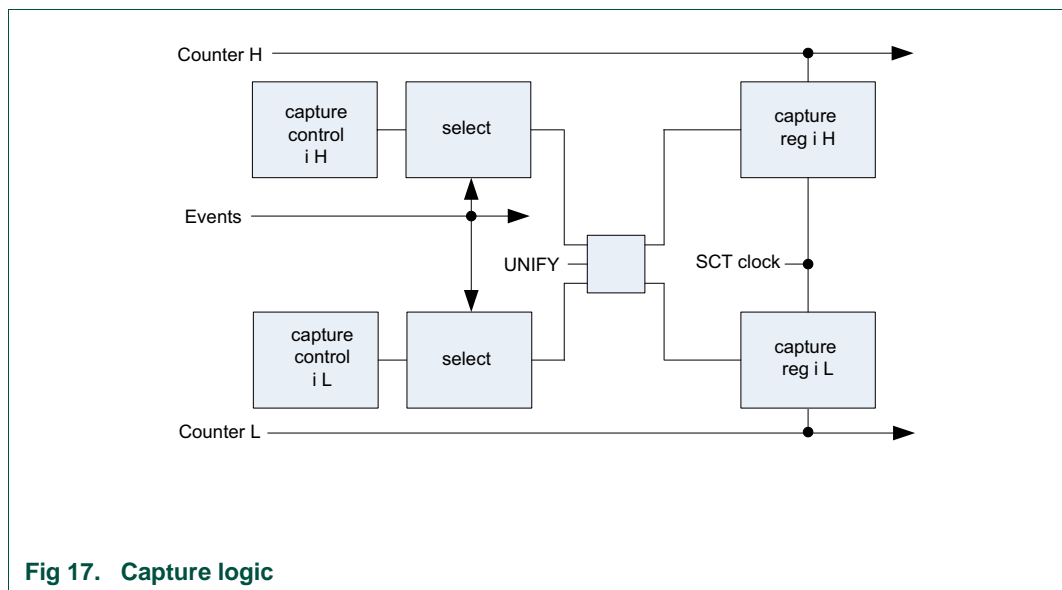 Counter H
capture
control
i H
select
capture
reg i H
Events
UNIFY
SCT clock
capture
control
i L
select
capture
reg i L
Counter L
Fig 17. Capture logic